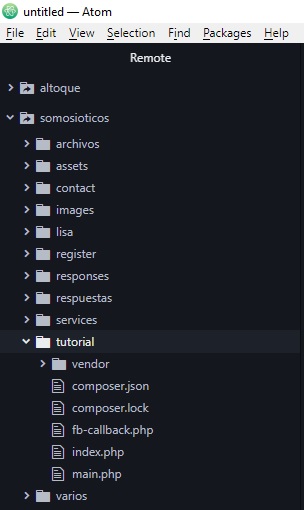 untitled — Atom
File Edit View Selection Find Packages Help
Remote
altoque
somosioticos
archivos
assets
contact
images
lisa
register
responses
respuestas
services
tutorial
vendor
composer.json
composer.lock
fb-callback.php
index.php
main.php
varios